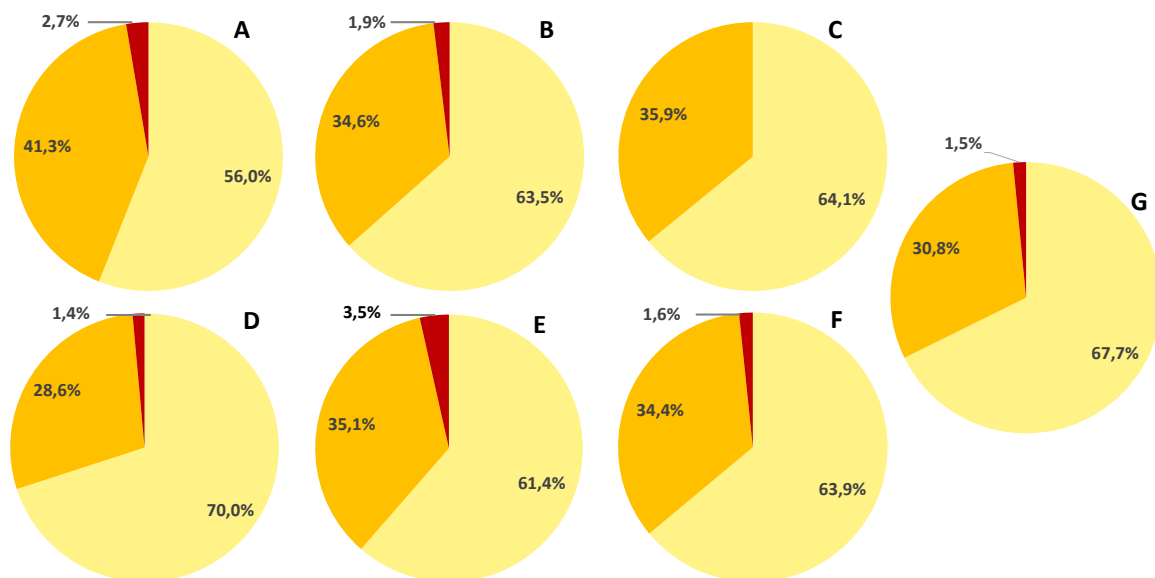 2,7%
A
41,3%
56,0%
1,9%
B
34,6%
63,5%
C
35,9%
64,1%
1,5%
G
30,8%
67,7%
1,4%
D
28,6%
70,0%
3,5%
E
35,1%
61,4%
1,6%
F
34,4%
63,9%